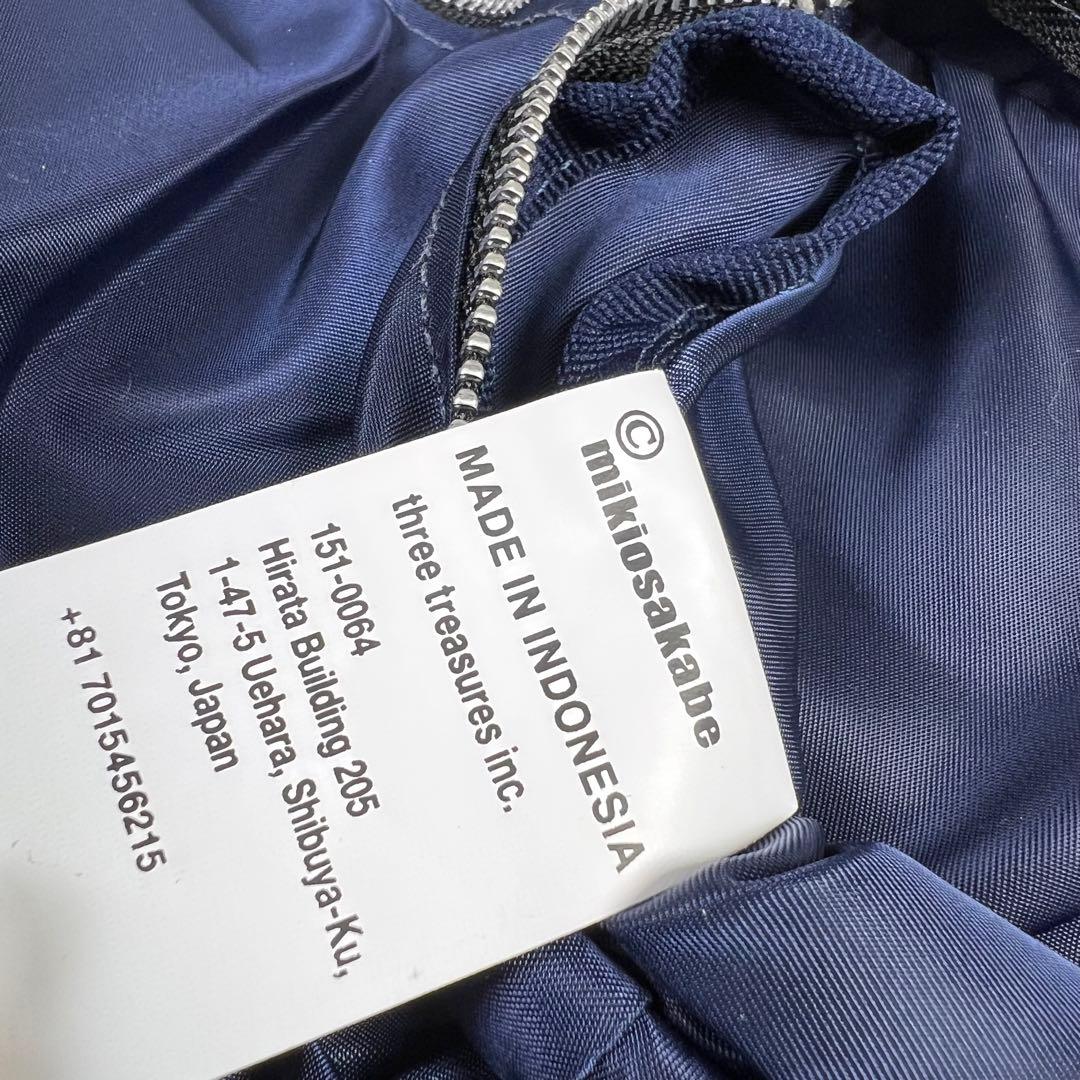 ©
mikiosakabe
MADE IN INDONESIA
three treasures inc.
151-0064
Hirata Building 205
1-47-5 Uehara, Shibuya-Ku,
Tokyo, Japan
+81 7015456215